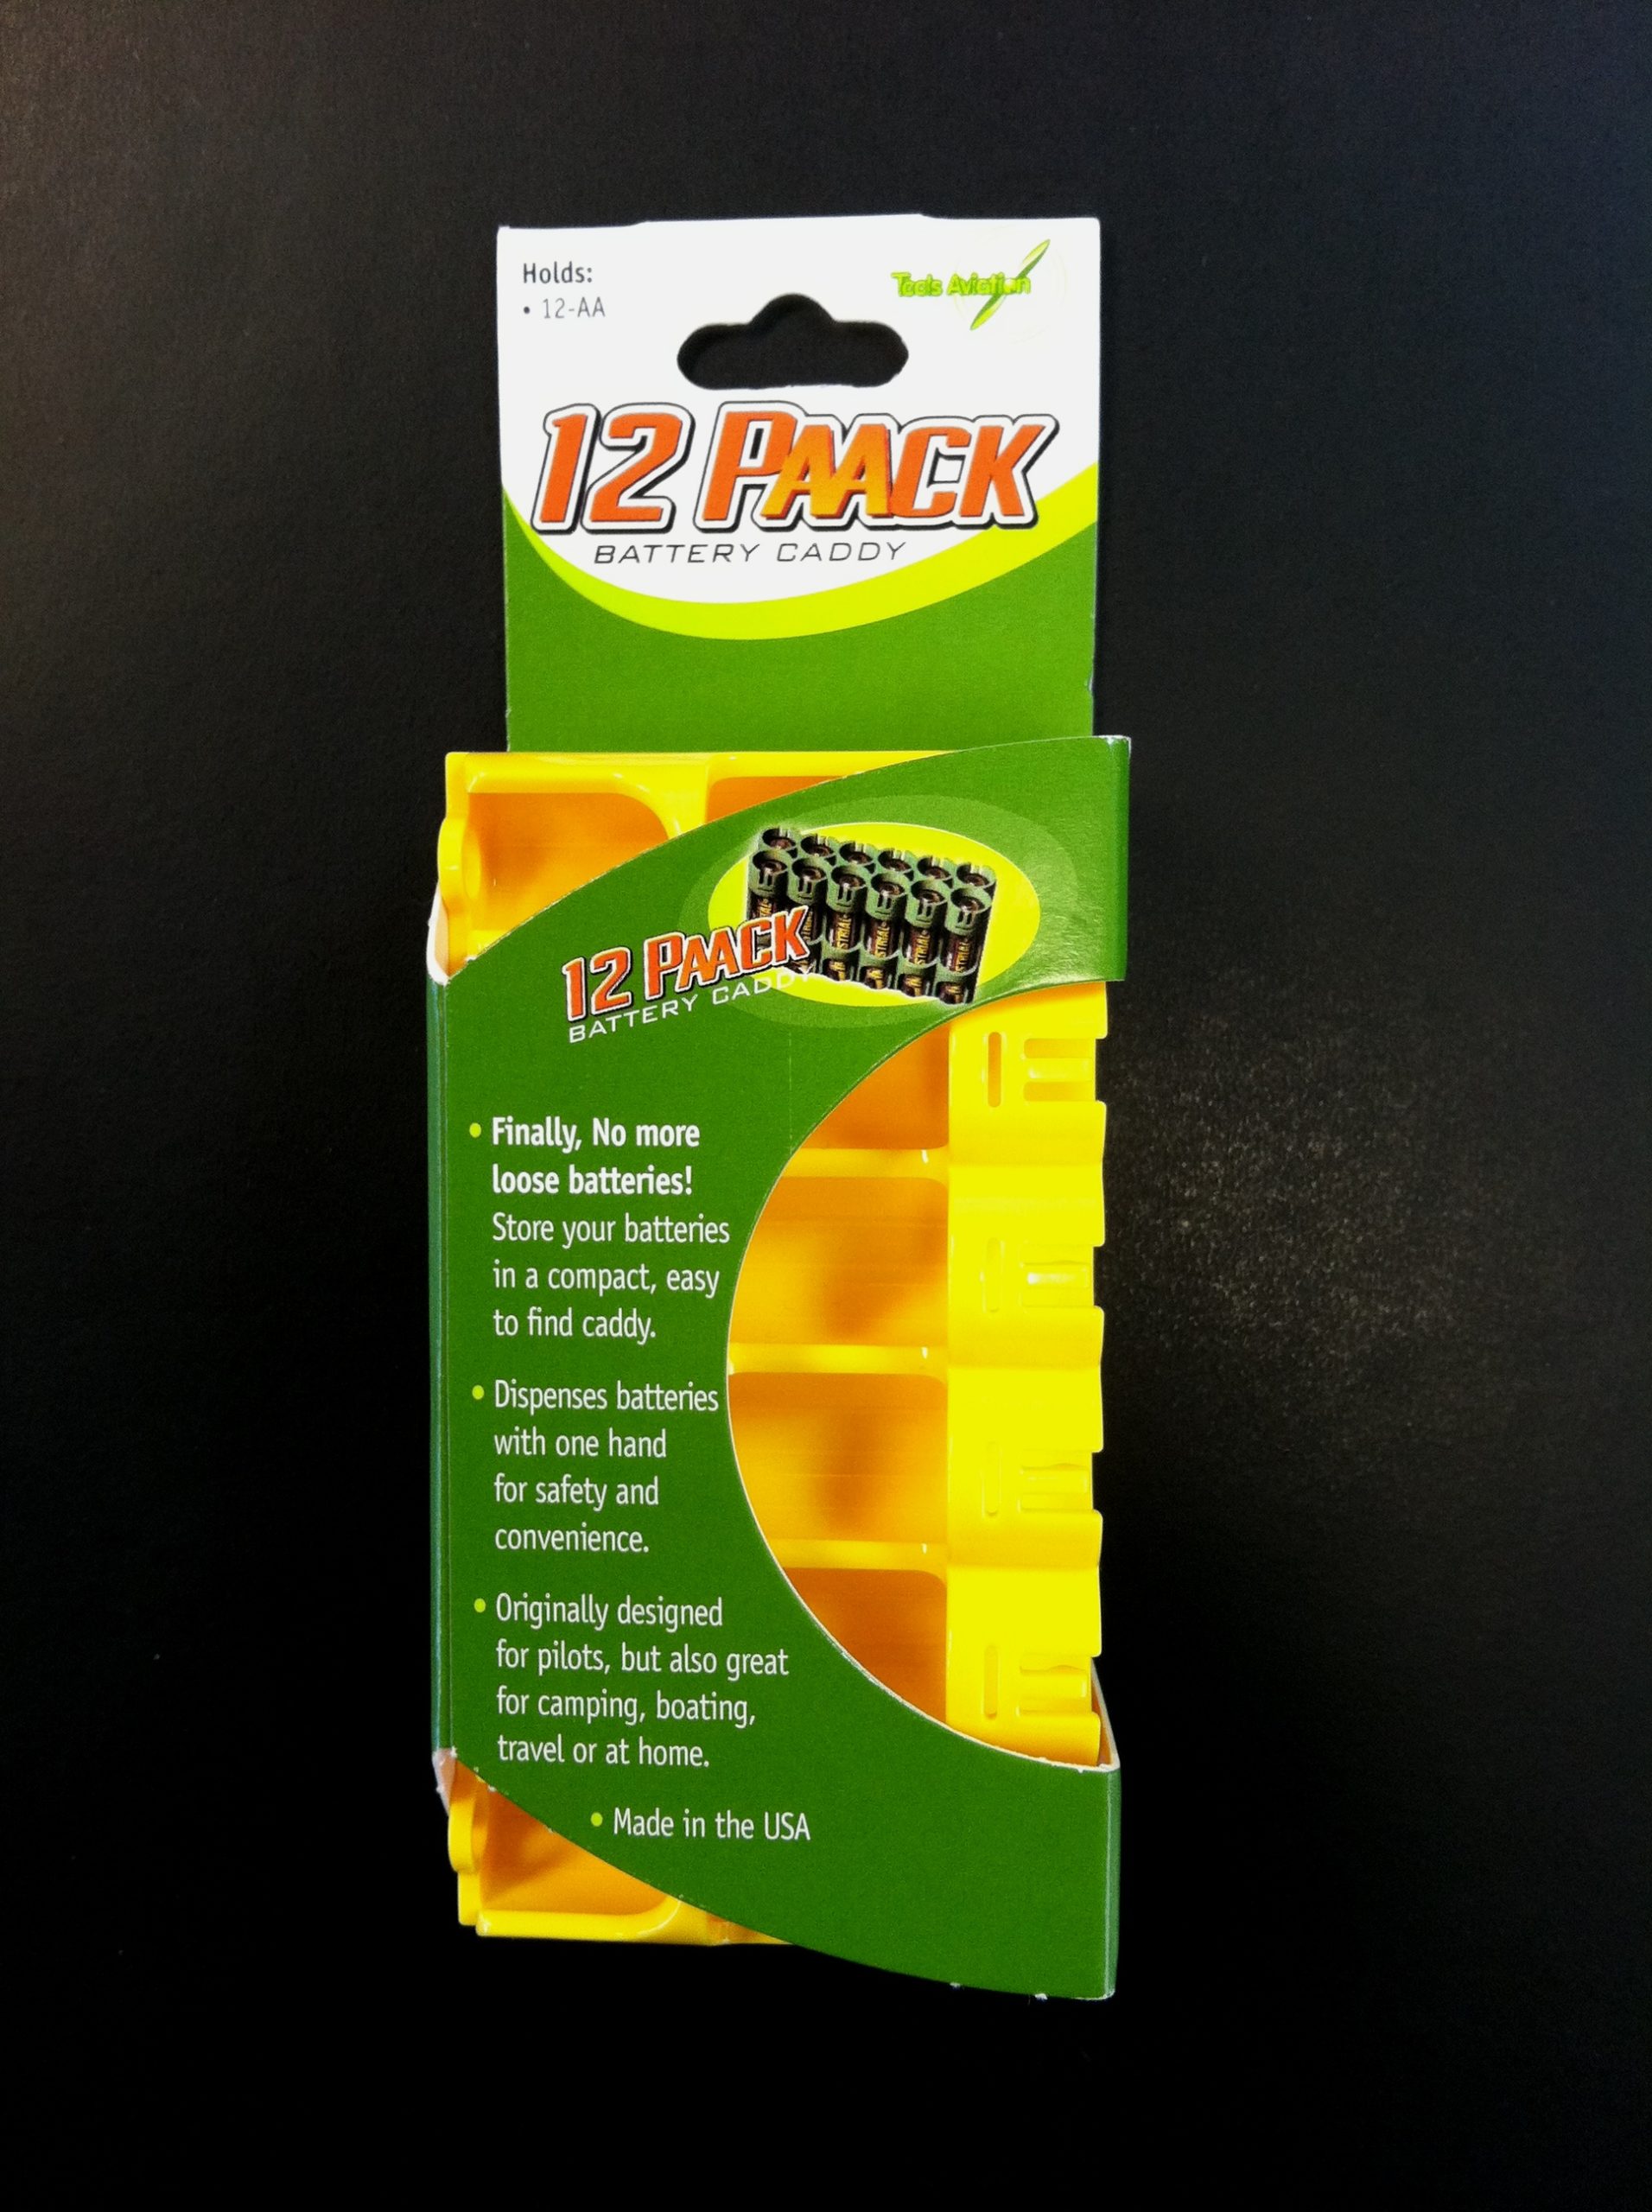 Holds:
• 12-AA
Tools Aviation
12 PAACK
BATTERY CADDY
12 PAACK
BATTERY CADDY
• Finally, No more
loose batteries!
Store your batteries
in a compact, easy
to find caddy.
• Dispenses batteries
with one hand
for safety and
convenience.
• Originally designed
for pilots, but also great
for camping, boating,
travel or at home.
• Made in the USA